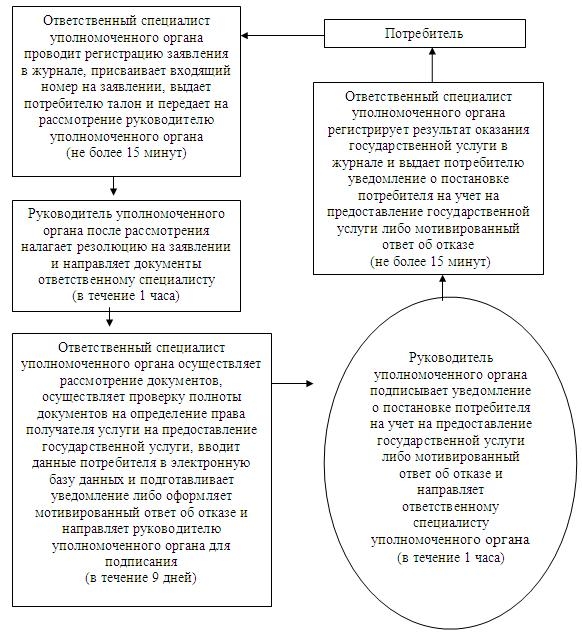 Потребитель
Ответственный специалист
уполномоченного органа
проводит регистрацию заявления
в журнале, присваивает входящий
номер на заявлении, выдает
потребителю талон и передает на
рассмотрение руководителю
уполномоченного органа
(не более 15 минут)
Руководитель уполномоченного
органа после рассмотрения
налагает резолюцию на заявлении
и направляет документы
ответственному специалисту
(в течение 1 часа)
Ответственный специалист
уполномоченного органа осуществляет
рассмотрение документов,
осуществляет проверку полноты
документов на определение права
получателя услуги на предоставление
государственной услуги, вводит
данные потребителя в электронную
базу данных и подготавливает
уведомление либо оформляет
мотивированный ответ об отказе и
направляет руководителю
уполномоченного органа для
подписания
(в течение 9 дней)
Руководитель
уполномоченного органа
подписывает уведомление
о постановке потребителя
на учет на предоставление
государственной услуги
либо мотивированный
ответ об отказе и
направляет
ответственному
специалисту
уполномоченного органа
(в течение 1 часа)
Ответственный специалист
уполномоченного органа
регистрирует результат оказания
государственной услуги в
журнале и выдает потребителю
уведомление о постановке
потребителя на учет на
предоставление государственной
услуги либо мотивированный
ответ об отказе
(не более 15 минут)